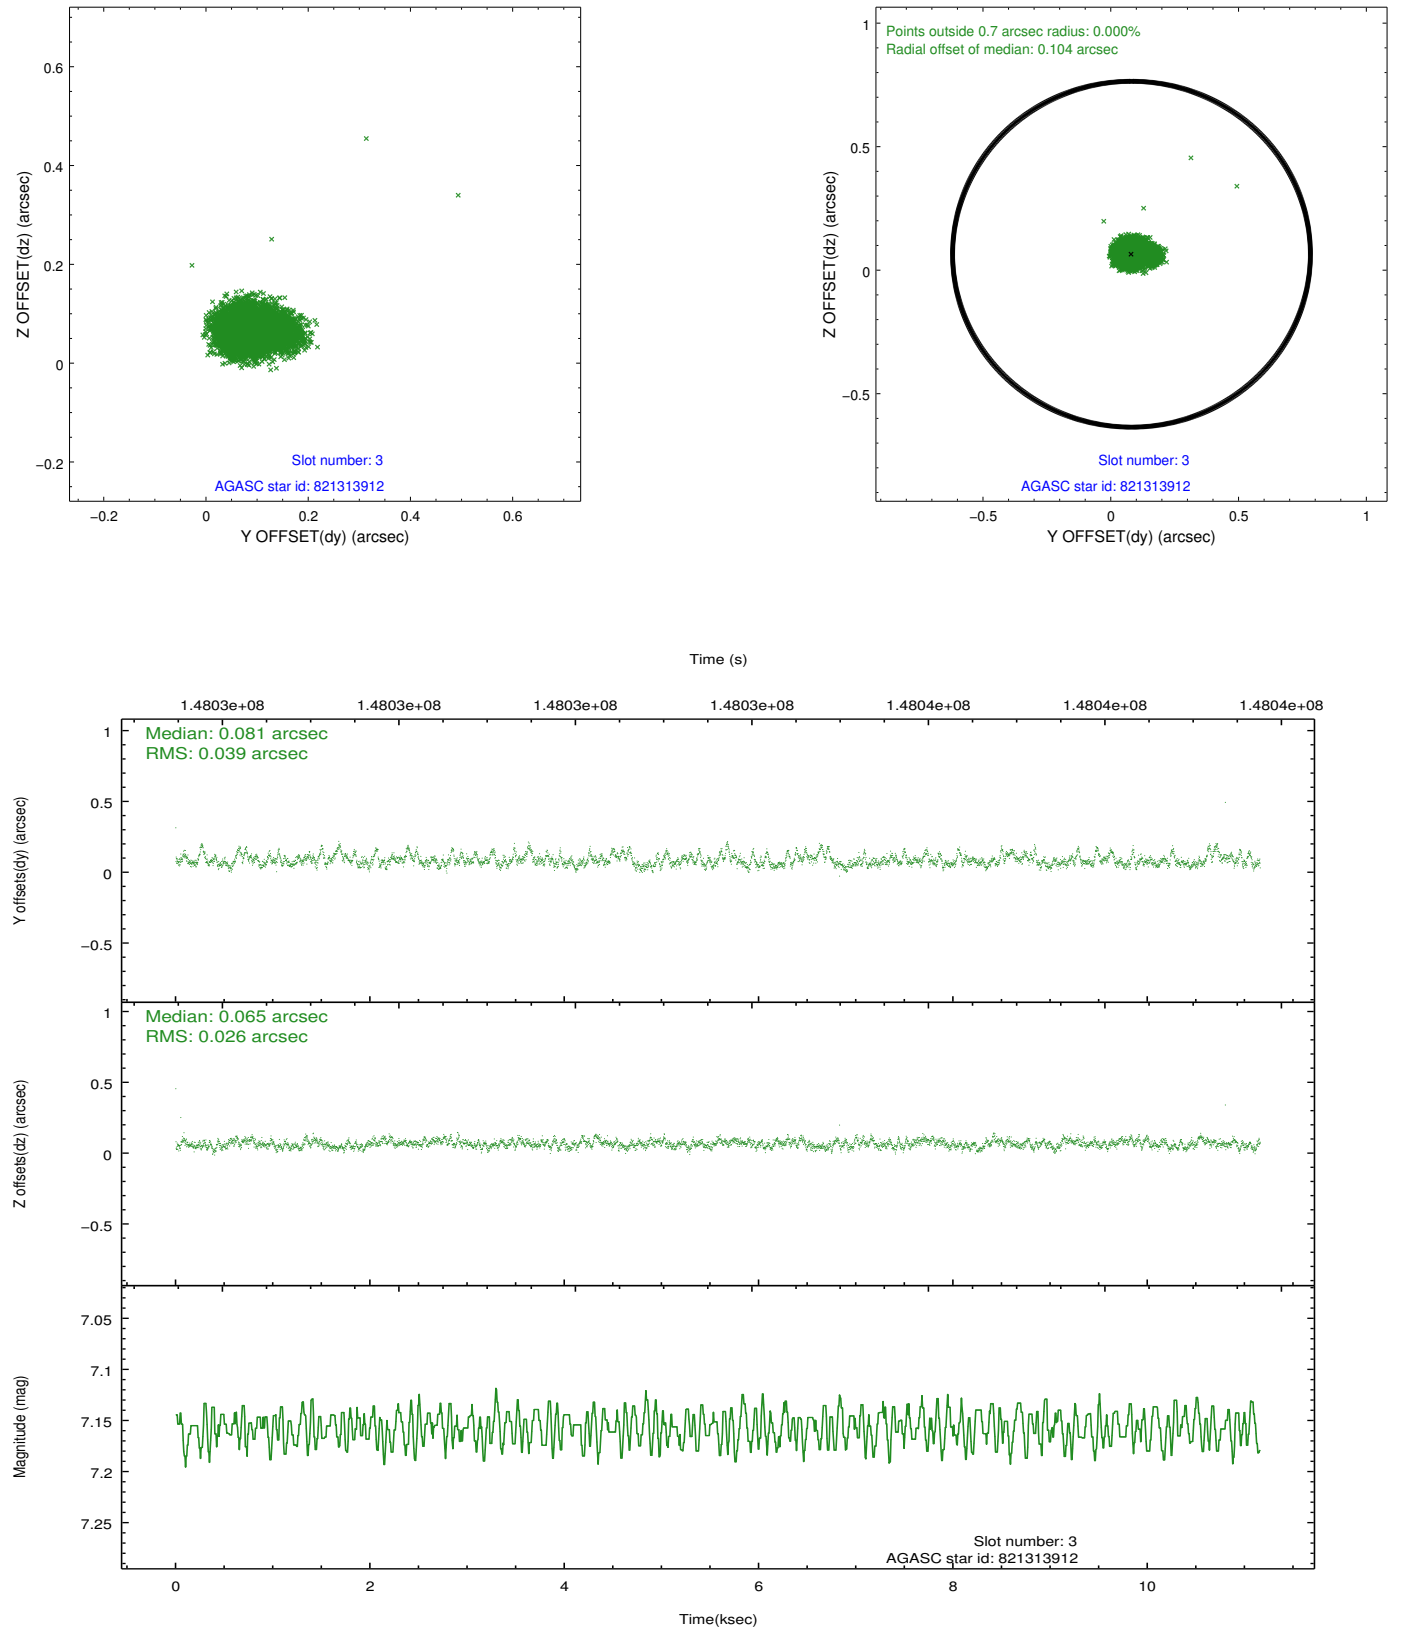 0.6
0.4
0.2
0
−0.2
Z OFFSET(dz) (arcsec)
Slot number: 3
AGASC star id: 821313912
−0.2 0 0.2 0.4 0.6
Y OFFSET(dy) (arcsec)
Points outside 0.7 arcsec radius: 0.000%
Radial offset of median: 0.104 arcsec
1
0.5
0
−0.5
Z OFFSET(dz) (arcsec)
Slot number: 3
AGASC star id: 821313912
−0.5 0 0.5 1
Y OFFSET(dy) (arcsec)
Time (s)
1.4803e+08 1.4803e+08 1.4803e+08 1.4803e+08 1.4804e+08 1.4804e+08 1.4804e+08
Median: 0.081 arcsec
RMS: 0.039 arcsec
1
0.5
0
−0.5
Y offsets(dy) (arcsec)
Median: 0.065 arcsec
RMS: 0.026 arcsec
1
0.5
0
−0.5
Z offsets(dz) (arcsec)
7.05
7.1
7.15
7.2
7.25
Magnitude (mag)
Slot number: 3
AGASC star id: 821313912
0 2 4 6 8 10
Time(ksec)